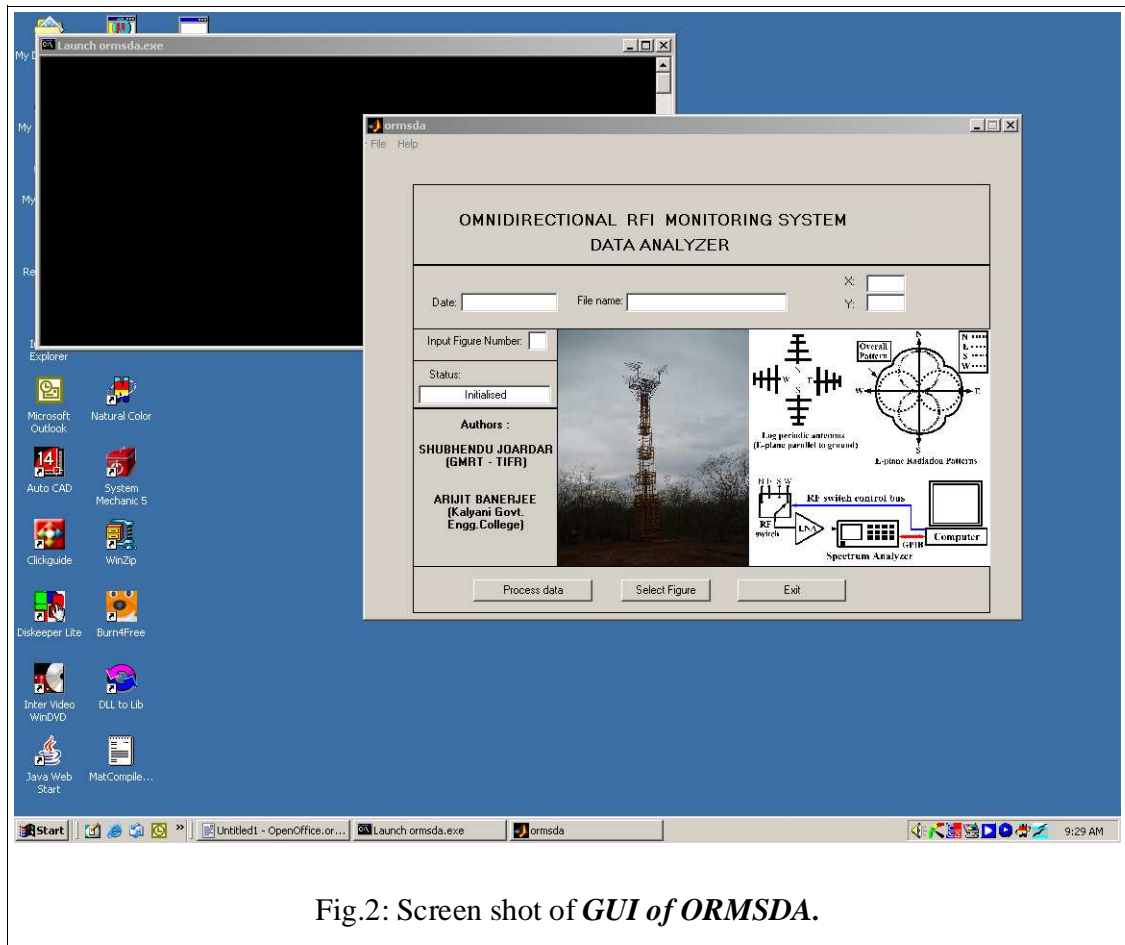 My D
Launch ormsda.exe
My
My
Re
I
Explorer
Microsoft Outlook
Natural Color
14
Auto CAD
System Mechanic 5
Clickguide
WinZip
Diskeeper Lite
Burn4Free
Inter Video WinDVD
DLL to Lib
Java Web Start
MatCompile...
ormsda
File Help
OMNIDIRECTIONAL RFI MONITORING SYSTEM
DATA ANALYZER
Date:
File name:
X:
Y:
Input Figure Number:
Status:
Initialised
Authors :
SHUBHENDU JOARDAR
(GMRT - TIFR)
ARIJIT BANERJEE
(Kalyani Govt.
Engg.College)
N
W E
S
Log periodic antennas
(E-plane parallel to ground)
Overall
Pattern
N
W E
S
N ....
E ....
S ....
W ....
E-plane Radiation Patterns
N E S W
RF switch control bus
RF
switch
LNA
GPIB
Computer
Spectrum Analyzer
Process data
Select Figure
Exit
Start
»
Untitled1 - OpenOffice.or...
Launch ormsda.exe
ormsda
9:29 AM
Fig.2: Screen shot of GUI of ORMSDA.